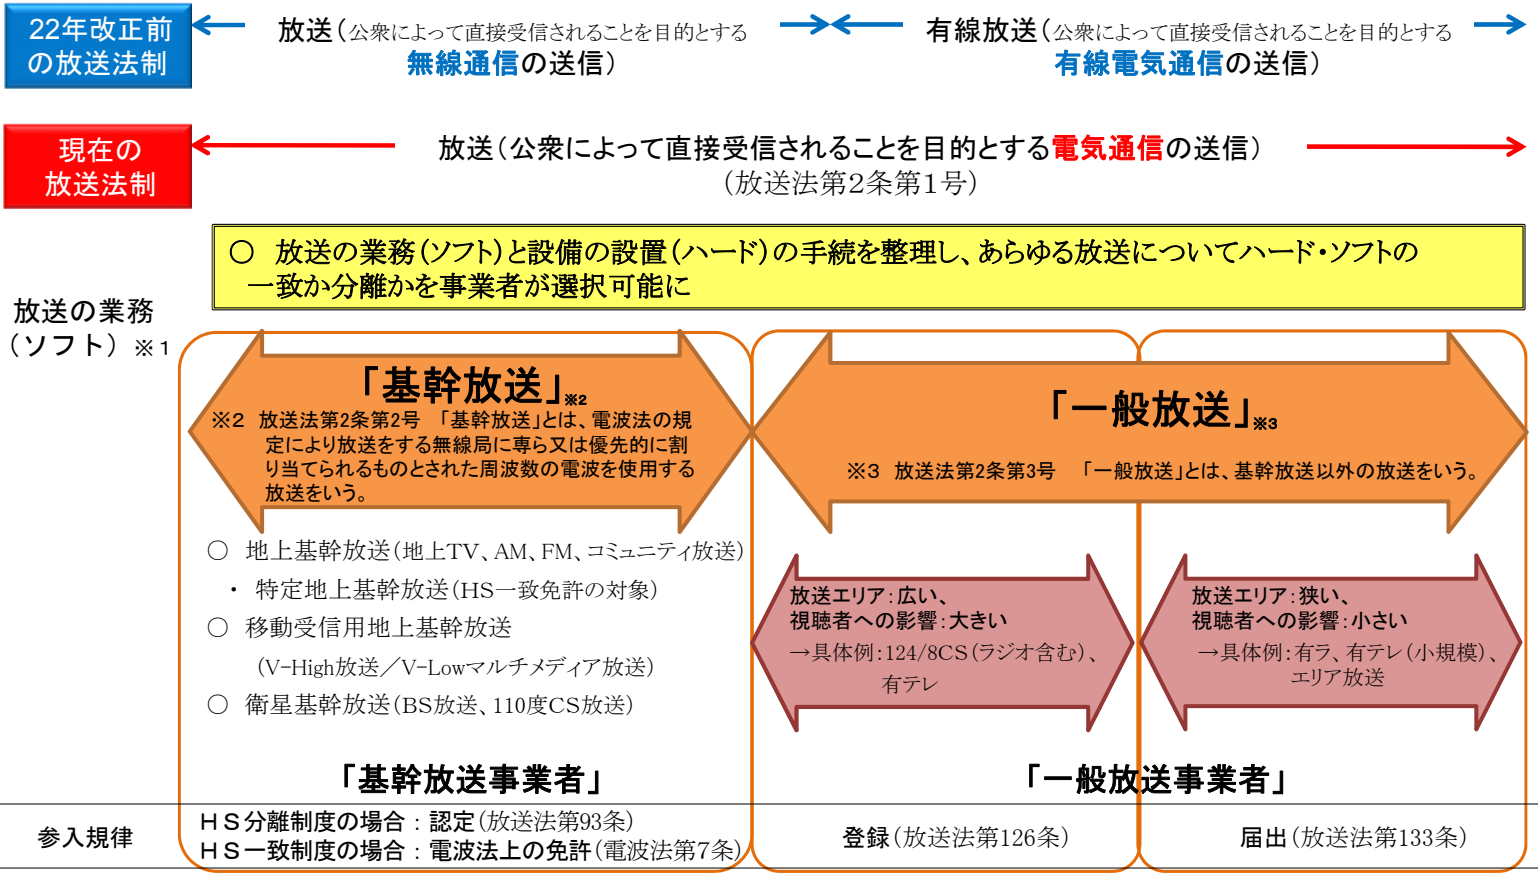 22年改正前
の放送法制
放送(公衆によって直接受信されることを目的とする
無線通信の送信)
有線放送(公衆によって直接受信されることを目的とする
有線電気通信の送信)
現在の
放送法制
放送(公衆によって直接受信されることを目的とする電気通信の送信)
(放送法第2条第1号)
○ 放送の業務(ソフト)と設備の設置(ハード)の手続を整理し、あらゆる放送についてハード・ソフトの
一致か分離かを事業者が選択可能に
放送の業務
(ソフト)※1
「基幹放送」※2
※2 放送法第2条第2号 「基幹放送」とは、電波法の規
定により放送をする無線局に専ら又は優先的に割
り当てられるものとされた周波数の電波を使用する
放送をいう。
「一般放送」※3
※3 放送法第2条第3号 「一般放送」とは、基幹放送以外の放送をいう。
○ 地上基幹放送(地上TV、AM、FM、コミュニティ放送)
・ 特定地上基幹放送(HS一致免許の対象)
○ 移動受信用地上基幹放送
(V-High放送/V-Lowマルチメディア放送)
○ 衛星基幹放送(BS放送、110度CS放送)
放送エリア:広い、
視聴者への影響:大きい
→具体例:124/8CS(ラジオ含む)、
有テレ
放送エリア:狭い、
視聴者への影響:小さい
→具体例:有ラ、有テレ(小規模)、
エリア放送
「基幹放送事業者」
「一般放送事業者」
参入規律
HS分離制度の場合:認定(放送法第93条)
HS一致制度の場合:電波法上の免許(電波法第7条)
登録(放送法第126条)
届出(放送法第133条)